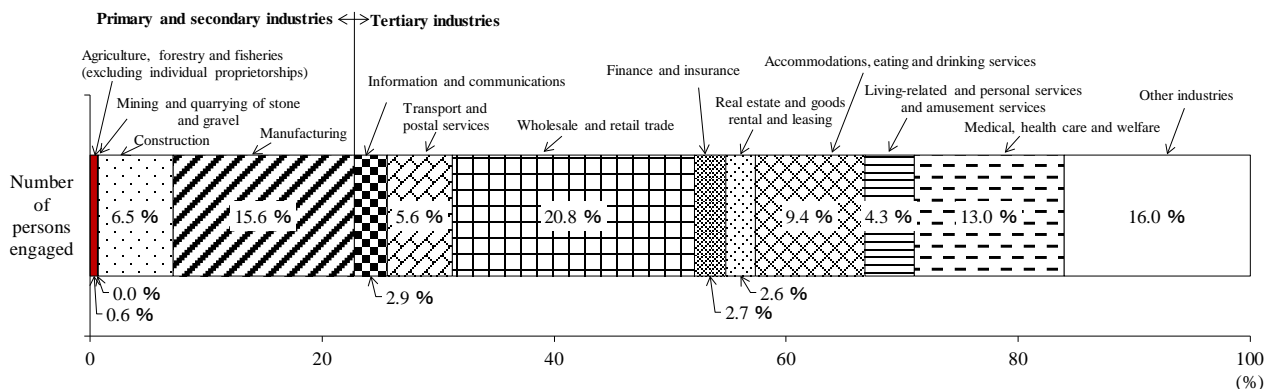 Primary and secondary industries
Tertiary industries
Agriculture, forestry and fisheries
(excluding individual proprietorships)
Mining and quarrying of stone
and gravel
Construction
Manufacturing
Information and communications
Transport and
postal services
Wholesale and retail trade
Finance and insurance
Real estate and goods
rental and leasing
Accommodations, eating and drinking services
Living-related and personal services
and amusement services
Medical, health care and welfare
Other industries
Number
of
persons
engaged
6.5 %
15.6 %
5.6 %
20.8 %
9.4 %
4.3 %
13.0 %
16.0 %
0.0 %
0.6 %
2.9 %
2.6 %
2.7 %
0
20
40
60
80
100
(%)